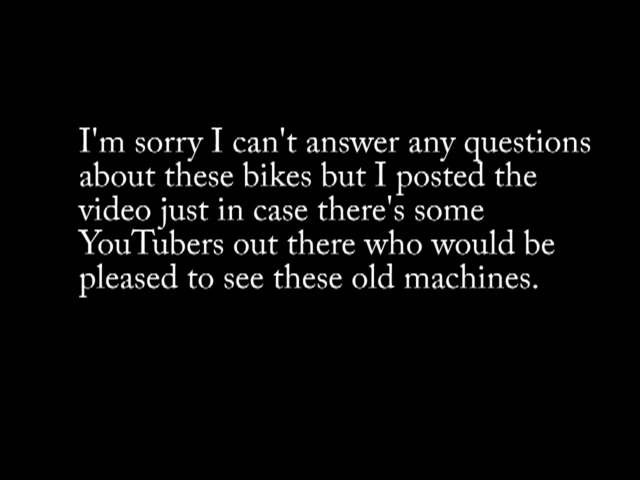 I'm sorry I can't answer any questions
about these bikes but I posted the
video just in case there's some
YouTubers out there who would be
pleased to see these old machines.